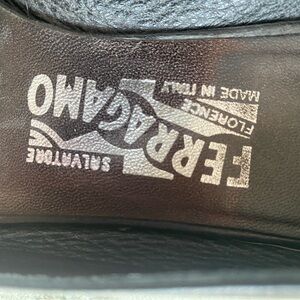 SALVATORE
FERRAGAMO
FLORENCE
MADE IN ITALY